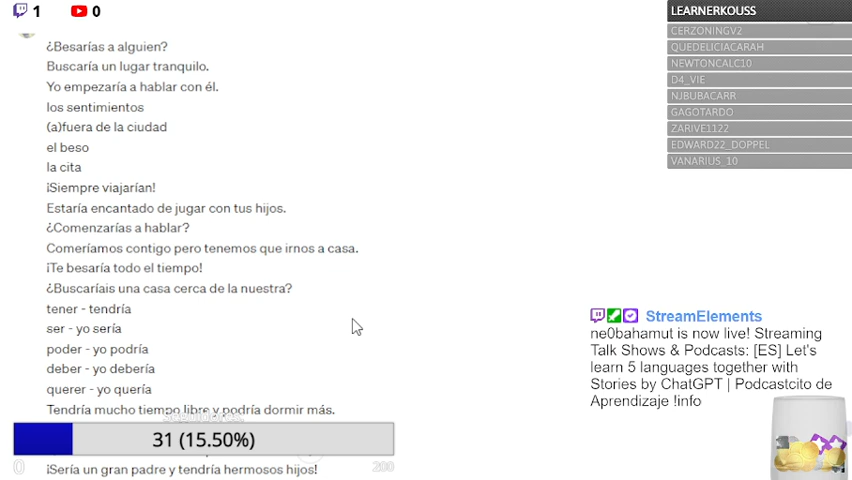 1 0
¿Besarías a alguien?
Buscaría un lugar tranquilo.
Yo empezaría a hablar con él.
los sentimientos
(a)fuera de la ciudad
el beso
la cita
¡Siempre viajarían!
Estaría encantado de jugar con tus hijos.
¿Comenzarías a hablar?
Comeríamos contigo pero tenemos que irnos a casa.
¡Te besaría todo el tiempo!
¿Buscaríais una casa cerca de la nuestra?
tener - tendría
ser - yo sería
poder - yo podría
deber - yo debería
querer - yo quería
Tendría mucho tiempo libre y podría dormir más.
31 (15.50%)
0 200
¡Sería un gran padre y tendría hermosos hijos!
LEARNERKOUSS
CERZONINGV2
QUEDELICIACARAH
NEWTONCALC10
D4_VIE
NJBUBACARR
GAGOTARDO
ZARIVE1122
EDWARD22_DOPPEL
VANARIUS_10
StreamElements
ne0bahamut is now live! Streaming
Talk Shows & Podcasts: [ES] Let's
learn 5 languages together with
Stories by ChatGPT | Podcastcito de
Aprendizaje !info